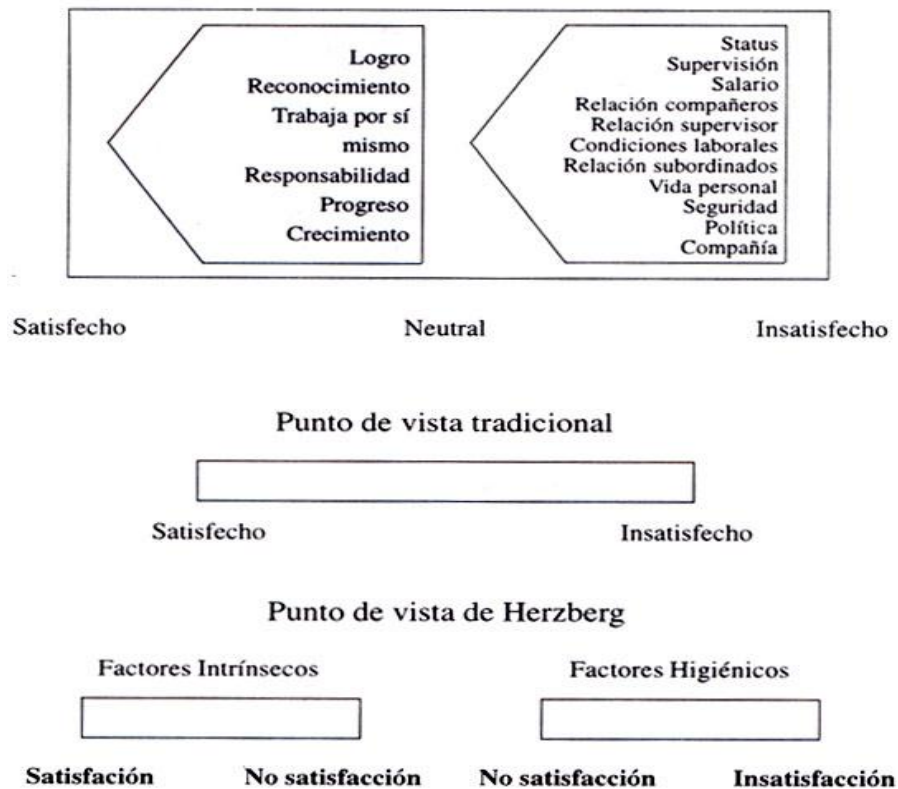 Logro
Reconocimiento
Trabaja por sí
mismo
Responsabilidad
Progreso
Crecimiento
Status
Supervisión
Salario
Relación compañeros
Relación supervisor
Condiciones laborales
Relación subordinados
Vida personal
Seguridad
Política
Compañía
Satisfecho Neutral Insatisfecho
Punto de vista tradicional
Satisfecho Insatisfecho
Punto de vista de Herzberg
Factores Intrínsecos Factores Higiénicos
Satisfación No satisfacción No satisfacción Insatisfacción